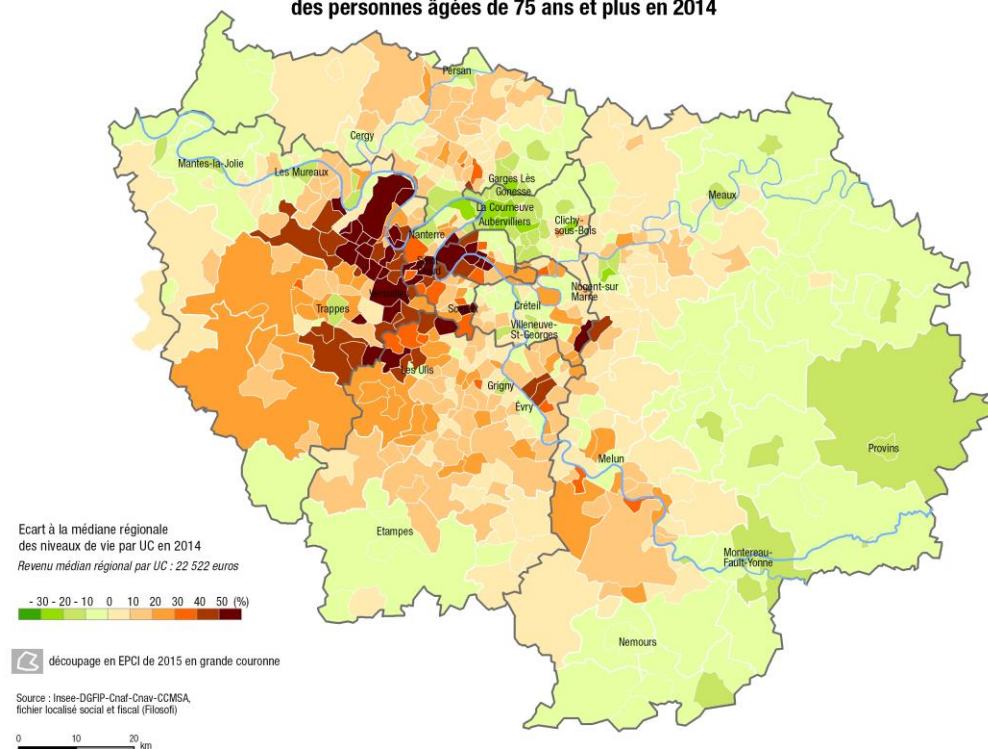 des personnes âgées de 75 ans et plus en 2014
Persan
Cergy
Mantes-la-Jolie
Les Mureaux
Garges Lès
Gonesse
La Courneuve
Aubervilliers
Meaux
Clichy-
sous-Bois
Nanterre
Nogent-sur
Marne
Trappes
Créteil
Villeneuve-
St-Georges
Les Ulis
Grigny
Évry
Provins
Melun
Etampes
Montereau-
Fault-Yonne
Nemours
Ecart à la médiane régionale
des niveaux de vie par UC en 2014
Revenu médian régional par UC : 22 522 euros
- 30 - 20 - 10 0 10 20 30 40 50 (%)
découpage en EPCI de 2015 en grande couronne
Source : Insee-DGFIP-Cnaf-Cnav-CCMSA,
fichier localisé social et fiscal (Filosofi)
0 10 20 km